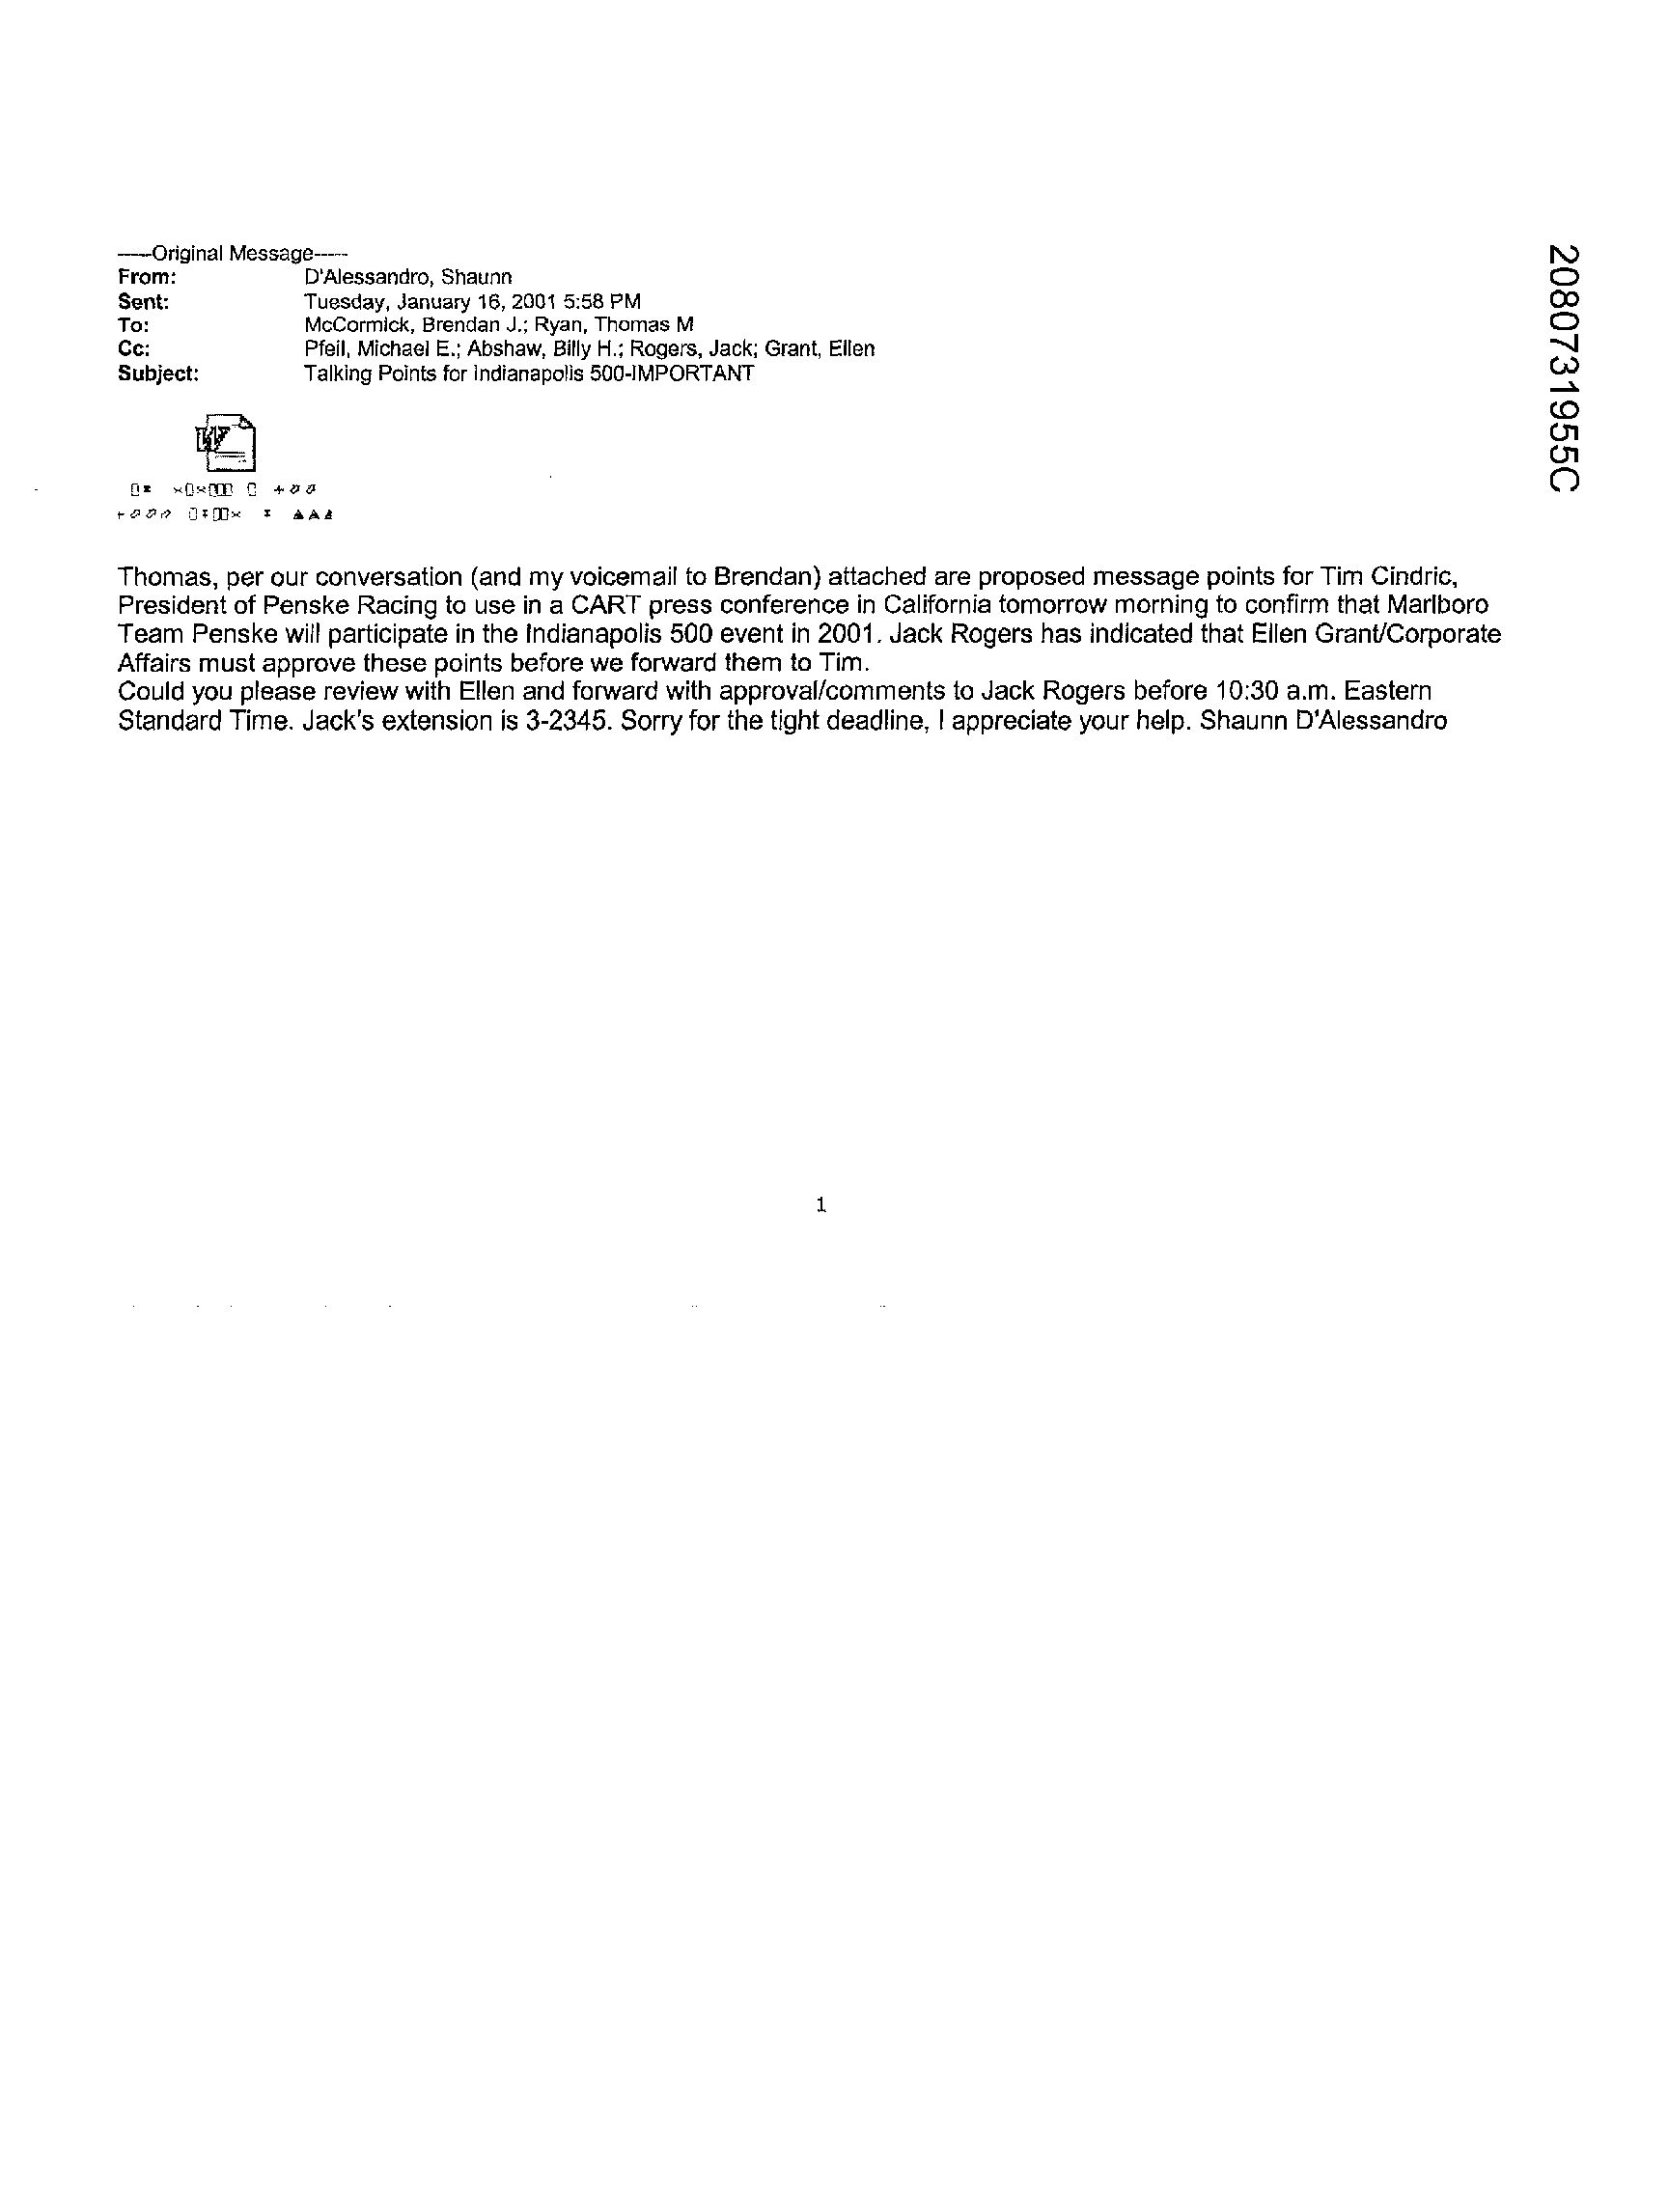 -----Original Message-----
From: D'Alessandro, Shaunn
Sent: Tuesday, January 16, 2001 5:58 PM
To: McCormick, Brendan J.; Ryan, Thomas M
Cc: Pfeil, Michael E.; Abshaw, Billy H.; Rogers, Jack; Grant, Ellen
Subject: Talking Points for Indianapolis 500-IMPORTANT
Thomas, per our conversation (and my voicemail to Brendan) attached are proposed message points for Tim Cindric,
President of Penske Racing to use in a CART press conference in California tomorrow morning to confirm that Marlboro
Team Penske will participate in the Indianapolis 500 event in 2001. Jack Rogers has indicated that Ellen Grant/Corporate
Affairs must approve these points before we forward them to Tim.
Could you please review with Ellen and forward with approval/comments to Jack Rogers before 10:30 a.m. Eastern
Standard Time. Jack's extension is 3-2345. Sorry for the tight deadline, I appreciate your help. Shaunn D'Alessandro
1
2080731955C